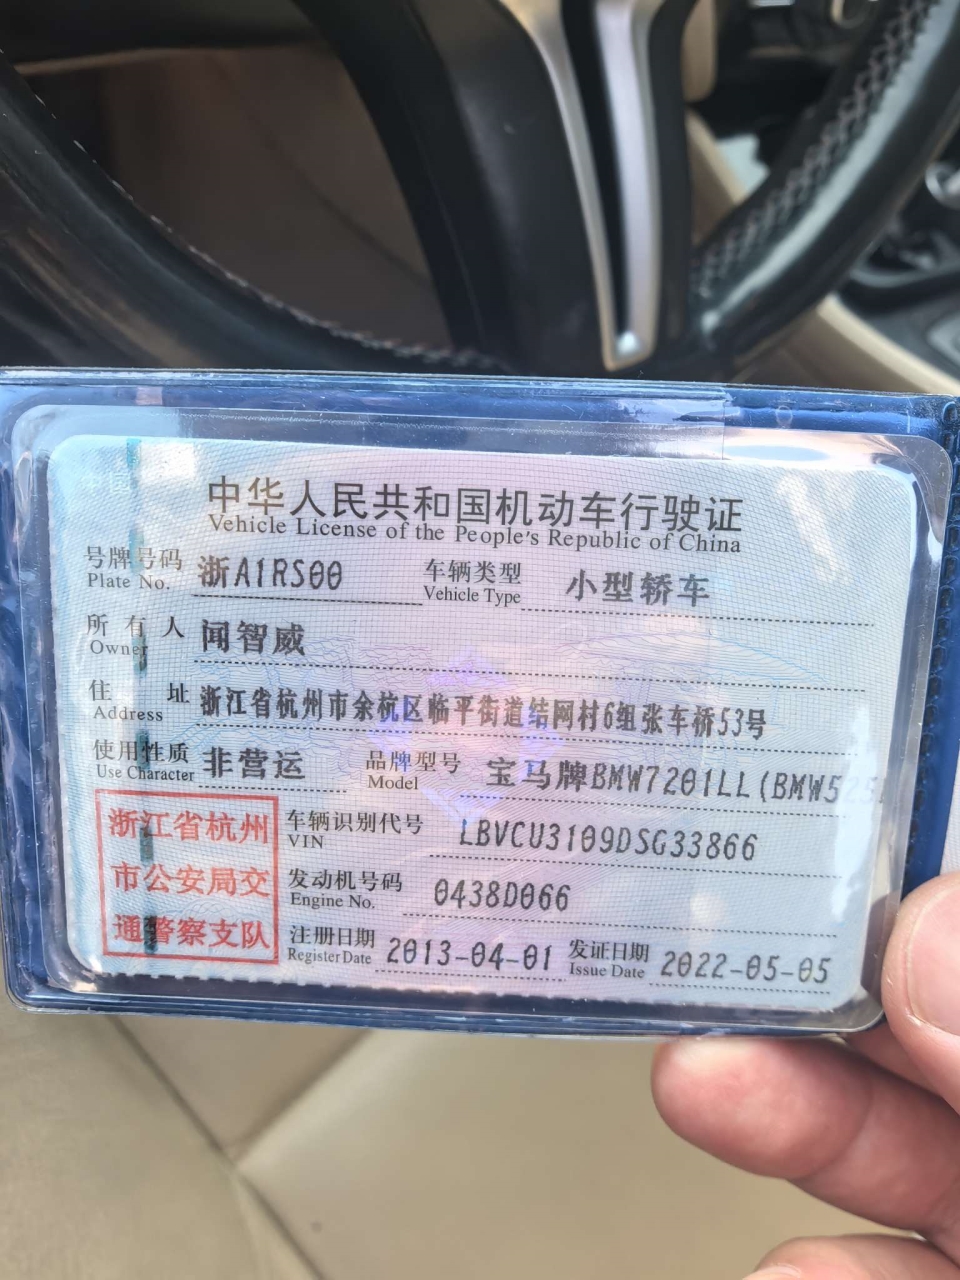 中华人民共和国机动车行驶证
Vehicle License of the People's Republic of China
号牌号码 浙A1RS00 车辆类型 小型轿车
Plate No. Vehicle Type
所有人 闻智威
Owner
住址 浙江省杭州市余杭区临平街道结网村6组张车桥53号
Address
使用性质 非营运 品牌型号 宝马牌BMW7201LL(BMW525
Use Character Model
浙江省杭州
市公安局交
通警察支队
车辆识别代号 LBVCU3109DSG33866
VIN
发动机号码 0438D066
Engine No.
注册日期 2013-04-01 发证日期 2022-05-05
Register Date Issue Date